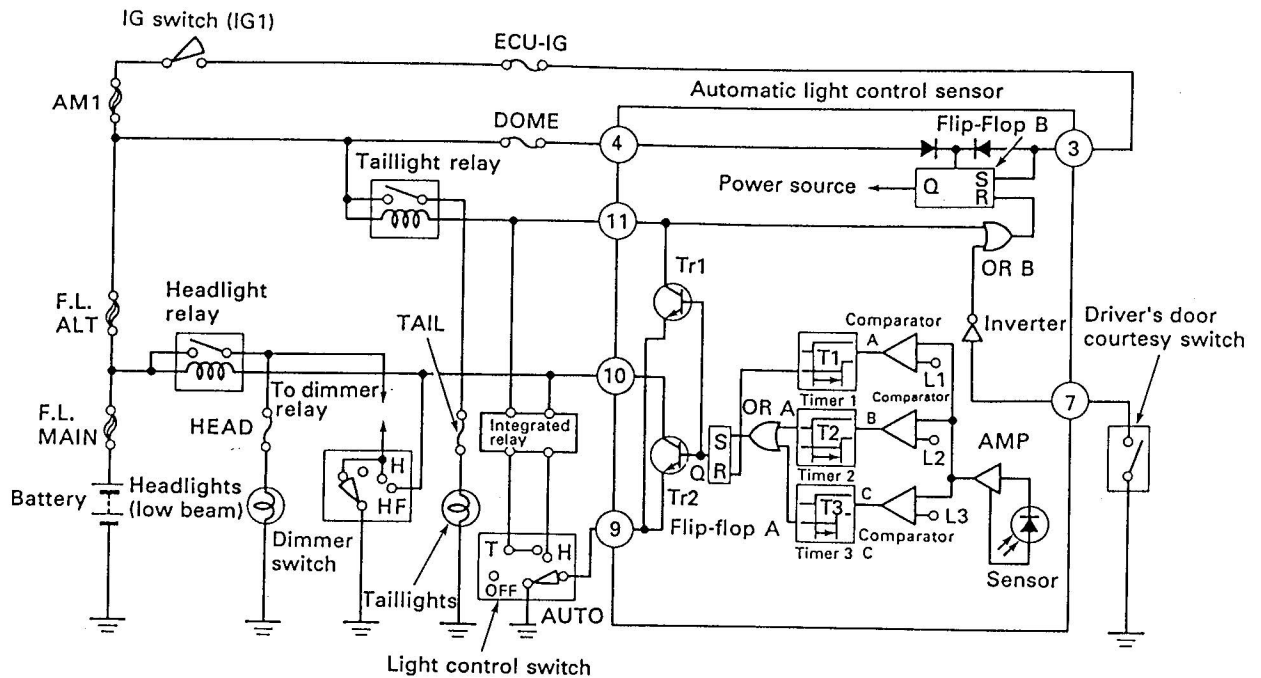 IG switch (IG1)
ECU-IG
AM1
Automatic light control sensor
DOME
Flip-Flop B
4
3
Taillight relay
Power source
Q
S
R
11
OR B
Tr1
F.L.
ALT
Headlight
relay
TAIL
Inverter
Driver's door
courtesy switch
Comparator
T1
A
L1
Timer 1
10
To dimmer
relay
7
F.L.
MAIN
HEAD
Integrated
relay
OR A
Comparator
T2
B
L2
Timer 2
AMP
S
R
Q
Tr2
H
HF
Battery
Headlights
(low beam)
T3
C
L3
Comparator
Timer 3 C
Flip-flop A
9
Dimmer
switch
T
H
OFF
AUTO
Sensor
Taillights
Light control switch